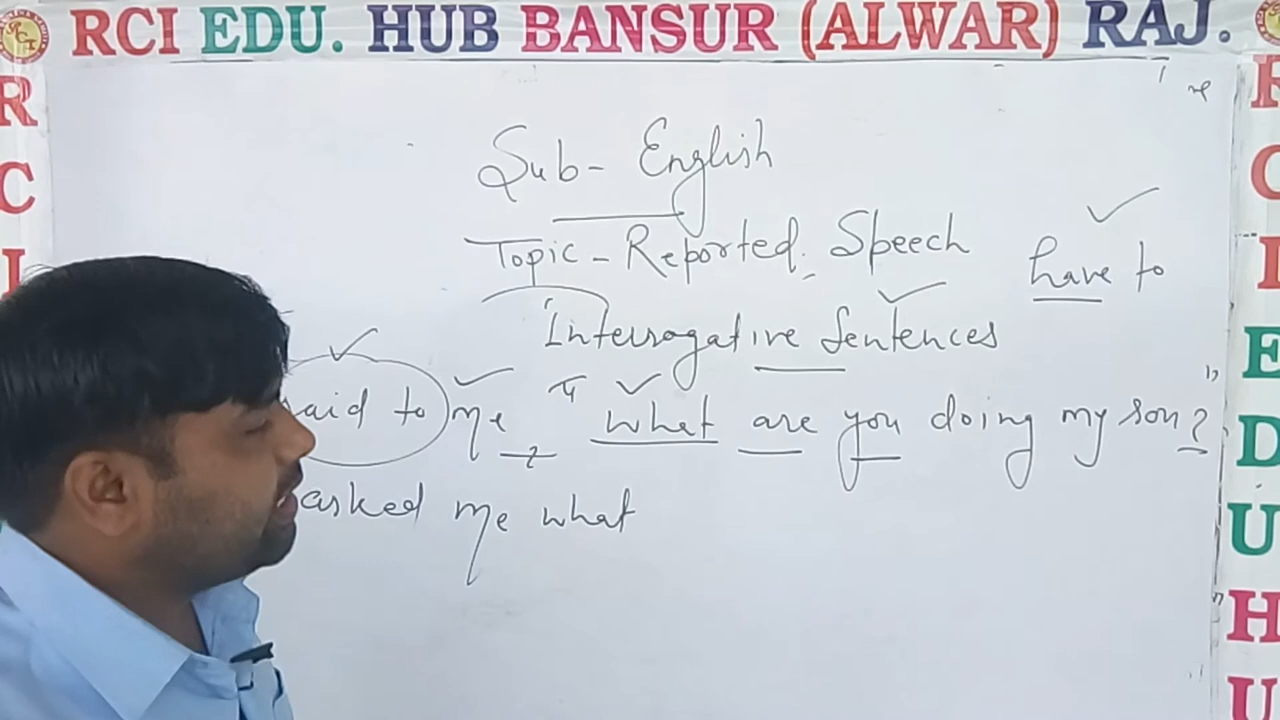 RCI EDU. HUB BANSUR (ALWAR) RAJ.
Sub- English
Topic - Reported Speech
have to
Interrogative Sentences
said to me, " what are you doing my son? "
asked me what
R
C
I
R
C
I
E
D
U
H
U